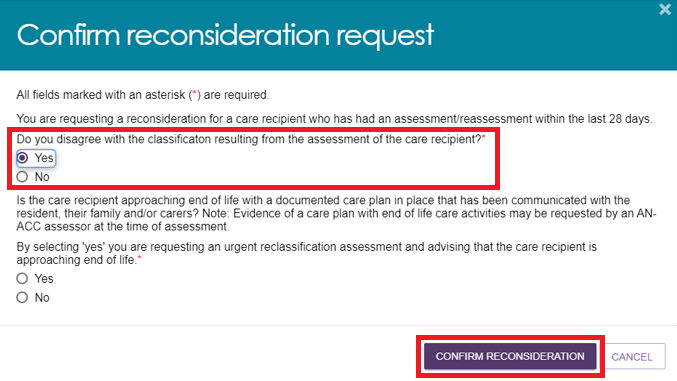 Confirm reconsideration request
All fields marked with an asterisk (*) are required.
You are requesting a reconsideration for a care recipient who has had an assessment/reassessment within the last 28 days.
Do you disagree with the classificaton resulting from the assessment of the care recipient?*
Yes
No
Is the care recipient approaching end of life with a documented care plan in place that has been communicated with the
resident, their family and/or carers? Note: Evidence of a care plan with end of life care activities may be requested by an AN-
ACC assessor at the time of assessment.
By selecting 'yes' you are requesting an urgent reclassification assessment and advising that the care recipient is
approaching end of life.*
Yes
No
CONFIRM RECONSIDERATION CANCEL